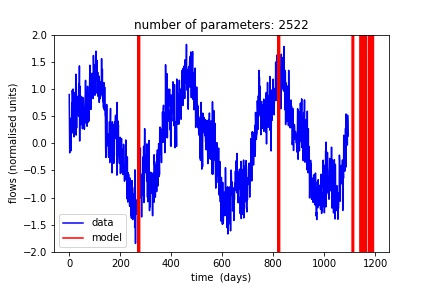 number of parameters: 2522
flows (normalised units)
2.0
1.5
1.0
0.5
0.0
−0.5
−1.0
−1.5
−2.0
data
model
0 200 400 600 800 1000 1200
time (days)